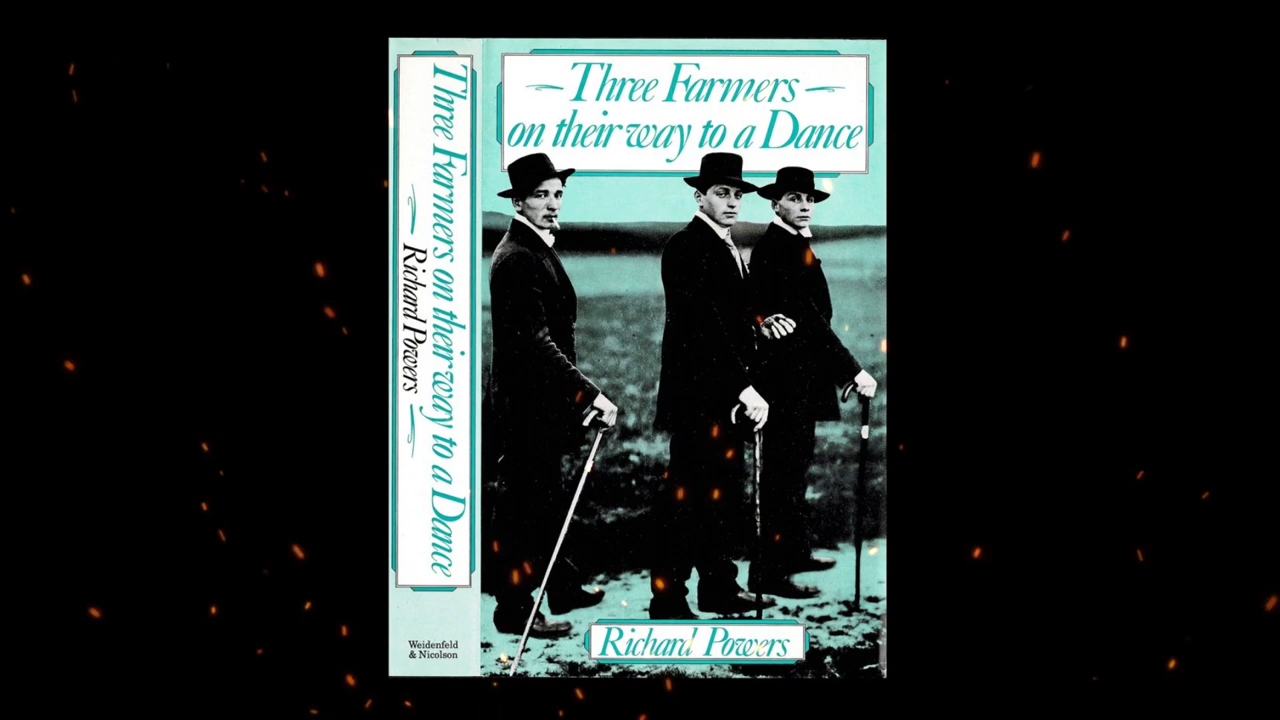 Three Farmers on their way to a Dance
Richard Powers
Weidenfeld
& Nicolson
Three Farmers
on their way to a Dance
Richard Powers